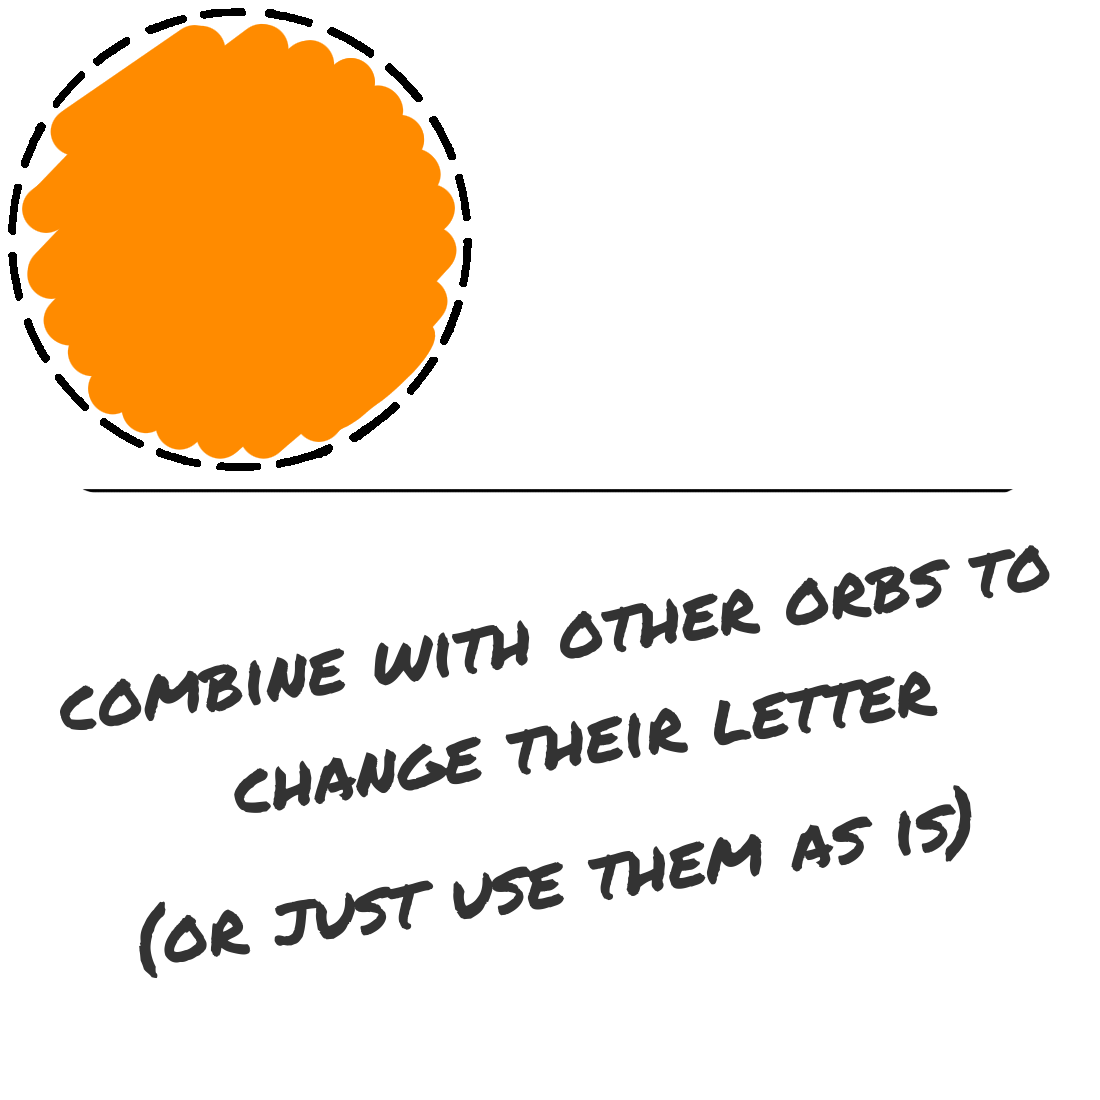 COMBINE WITH OTHER ORBS TO
CHANGE THEIR LETTER
(OR JUST USE THEM AS IS)